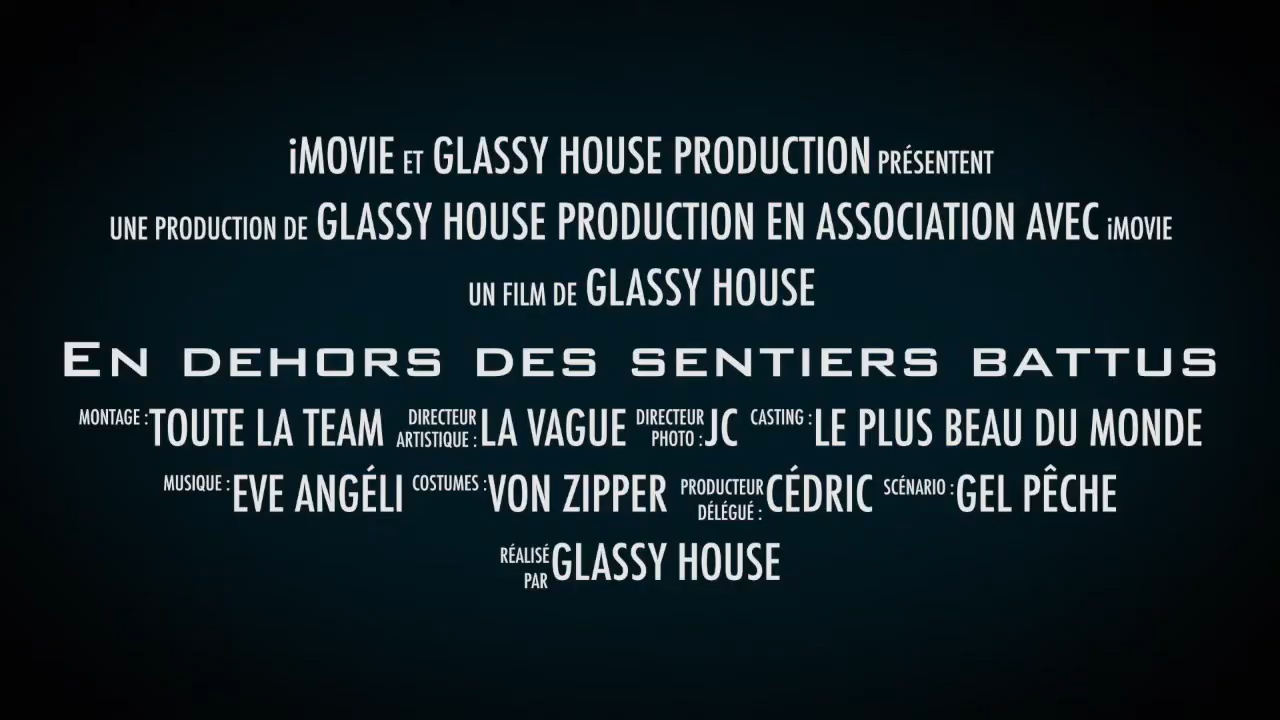 iMOVIE ET GLASSY HOUSE PRODUCTION PRÉSENTENT
UNE PRODUCTION DE GLASSY HOUSE PRODUCTION EN ASSOCIATION AVEC iMOVIE
UN FILM DE GLASSY HOUSE
EN DEHORS DES SENTIERS BATTUS
MONTAGE : TOUTE LA TEAM DIRECTEUR ARTISTIQUE : LA VAGUE DIRECTEUR PHOTO : JC CASTING : LE PLUS BEAU DU MONDE
MUSIQUE : EVE ANGÉLI COSTUMES : VON ZIPPER PRODUCTEUR DÉLÉGUÉ : CÉDRIC SCÉNARIO : GEL PÊCHE
RÉALISÉ PAR GLASSY HOUSE